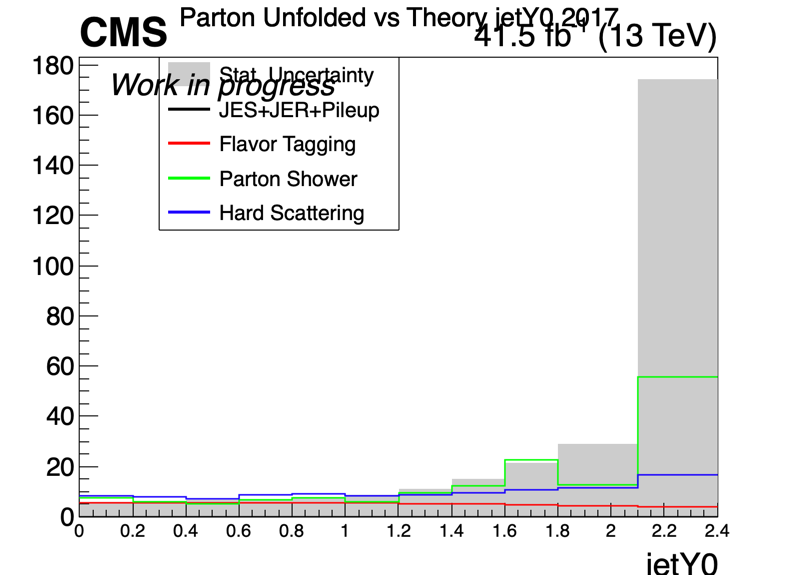 Parton Unfolded vs Theory jetY0 2017
CMS
41.5 fb⁻¹ (13 TeV)
Work in progress
Stat. Uncertainty
JES+JER+Pileup
Flavor Tagging
Parton Shower
Hard Scattering
180
160
140
120
100
80
60
40
20
0
0 0.2 0.4 0.6 0.8 1 1.2 1.4 1.6 1.8 2 2.2 2.4
jetY0